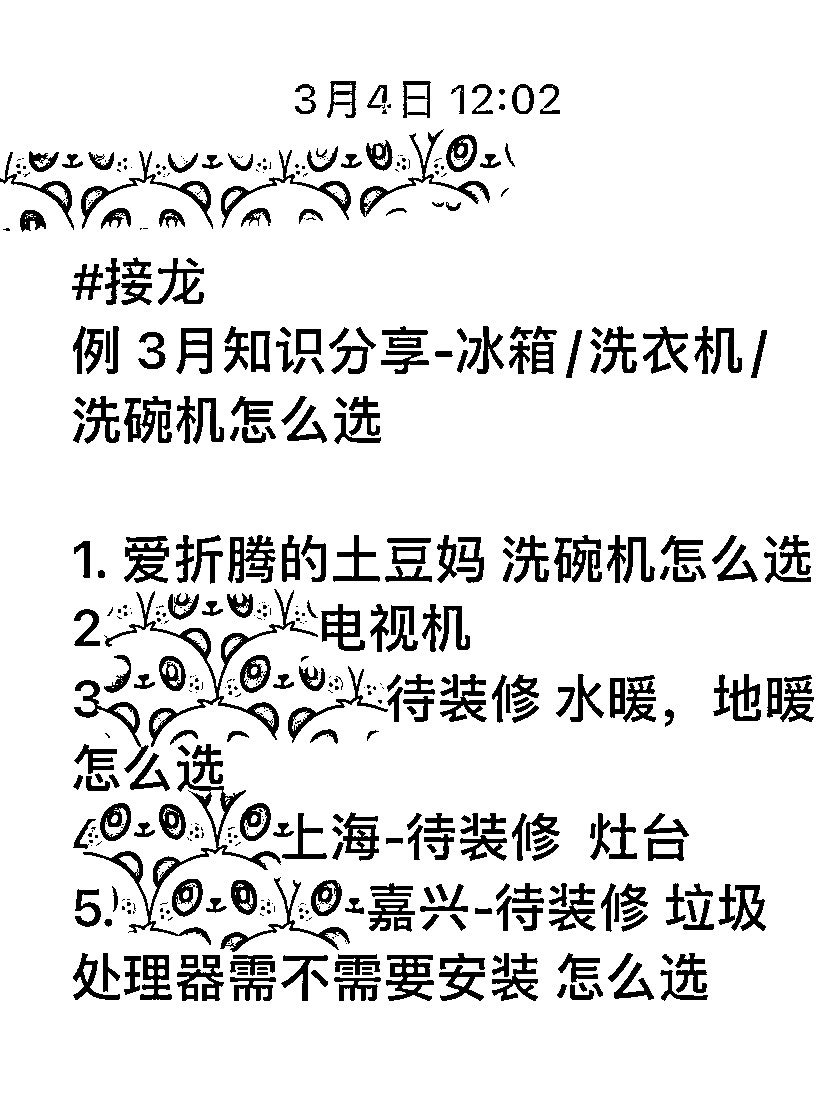 3月4日 12:02
#接龙
例 3月知识分享-冰箱/洗衣机/
洗碗机怎么选
1. 爱折腾的土豆妈 洗碗机怎么选
2 电视机
3 待装修 水暖，地暖
怎么选
4 上海-待装修 灶台
5. 嘉兴-待装修 垃圾
处理器需不需要安装 怎么选